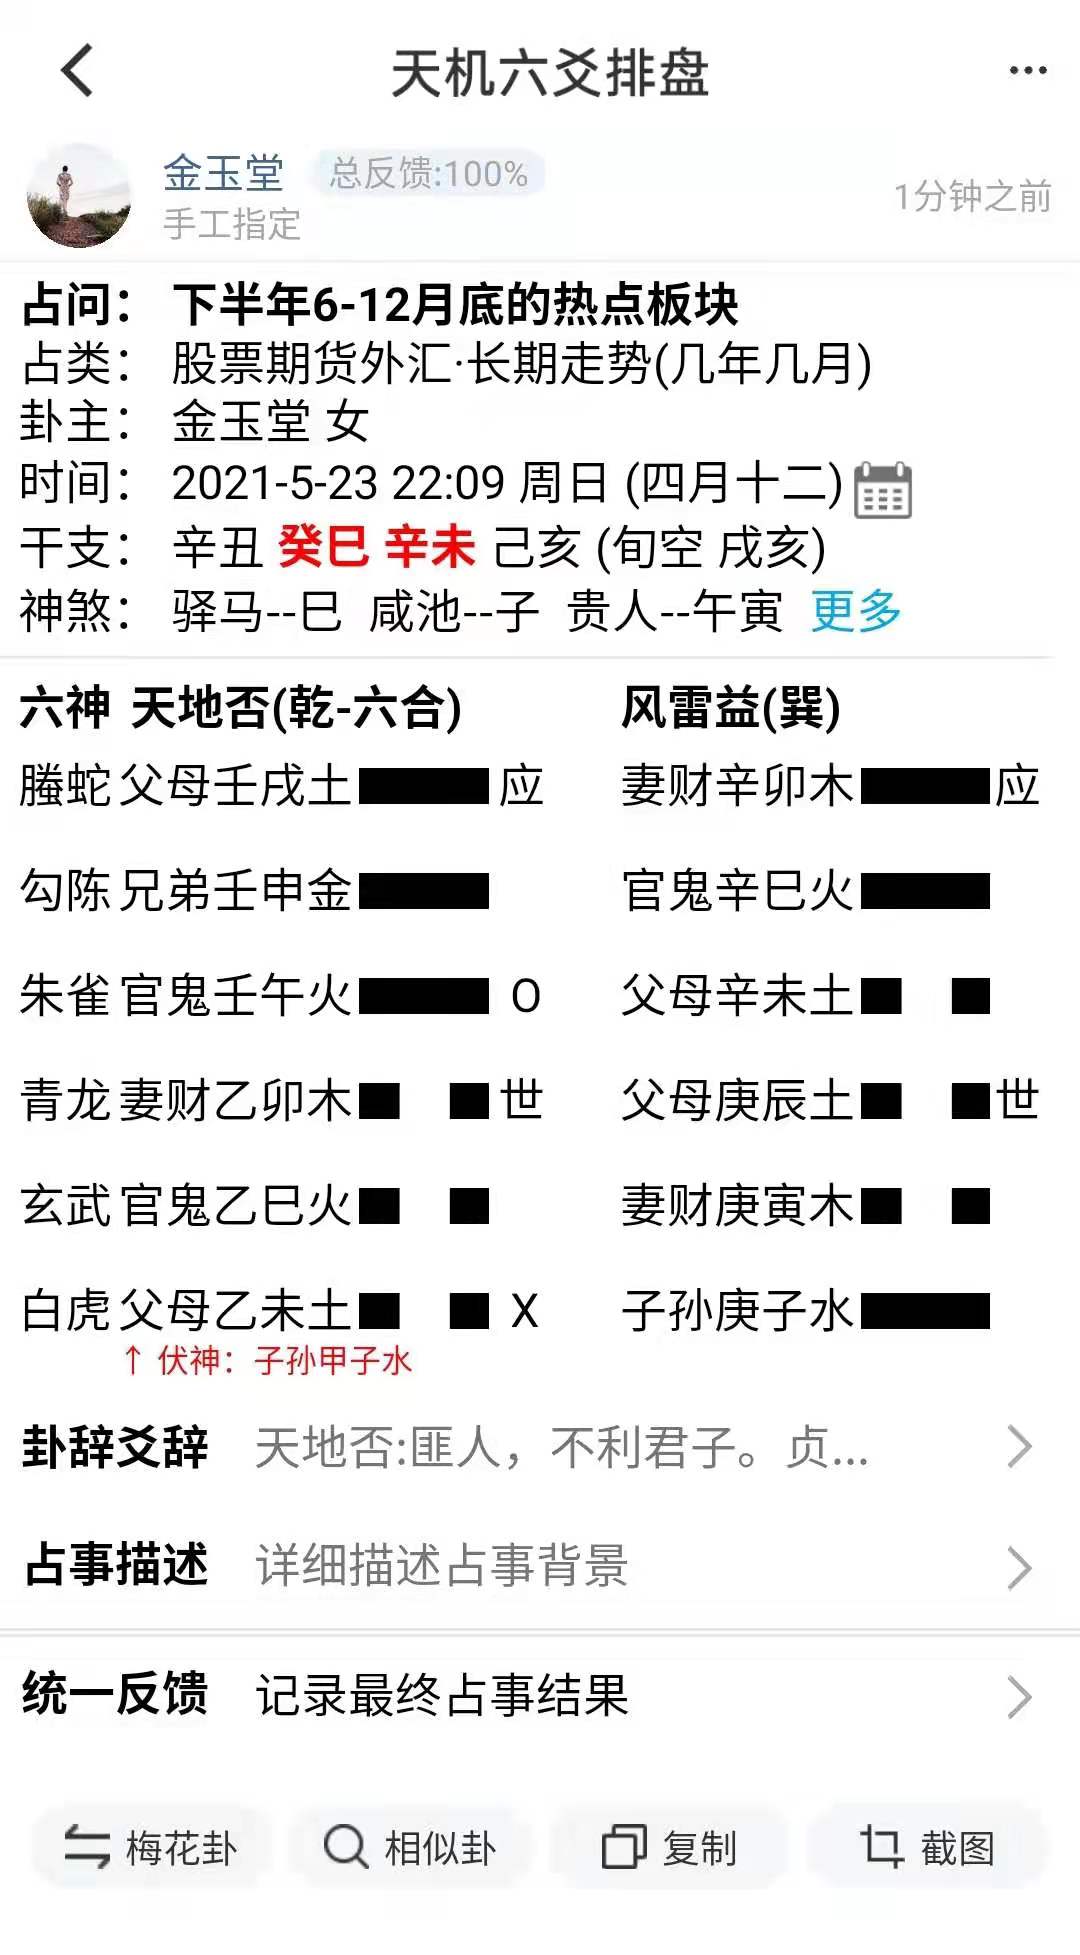 天机六爻排盘
金玉堂 总反馈:100%
手工指定
1分钟之前
占问： 下半年6-12月底的热点板块
占类： 股票期货外汇·长期走势(几年几月)
卦主： 金玉堂 女
时间： 2021-5-23 22:09 周日 (四月十二)
干支： 辛丑 癸巳 辛未 己亥 (旬空 戌亥)
神煞： 驿马--巳 咸池--子 贵人--午寅 更多
六神 天地否(乾-六合) 风雷益(巽)
螣蛇 父母壬戌土 应 妻财辛卯木 应
勾陈 兄弟壬申金 官鬼辛巳火
朱雀 官鬼壬午火 O 父母辛未土
青龙 妻财乙卯木 世 父母庚辰土 世
玄武 官鬼乙巳火 妻财庚寅木
白虎 父母乙未土 X 子孙庚子水
↑ 伏神：子孙甲子水
卦辞爻辞 天地否:匪人，不利君子。贞...
占事描述 详细描述占事背景
统一反馈 记录最终占事结果
梅花卦 相似卦 复制 截图